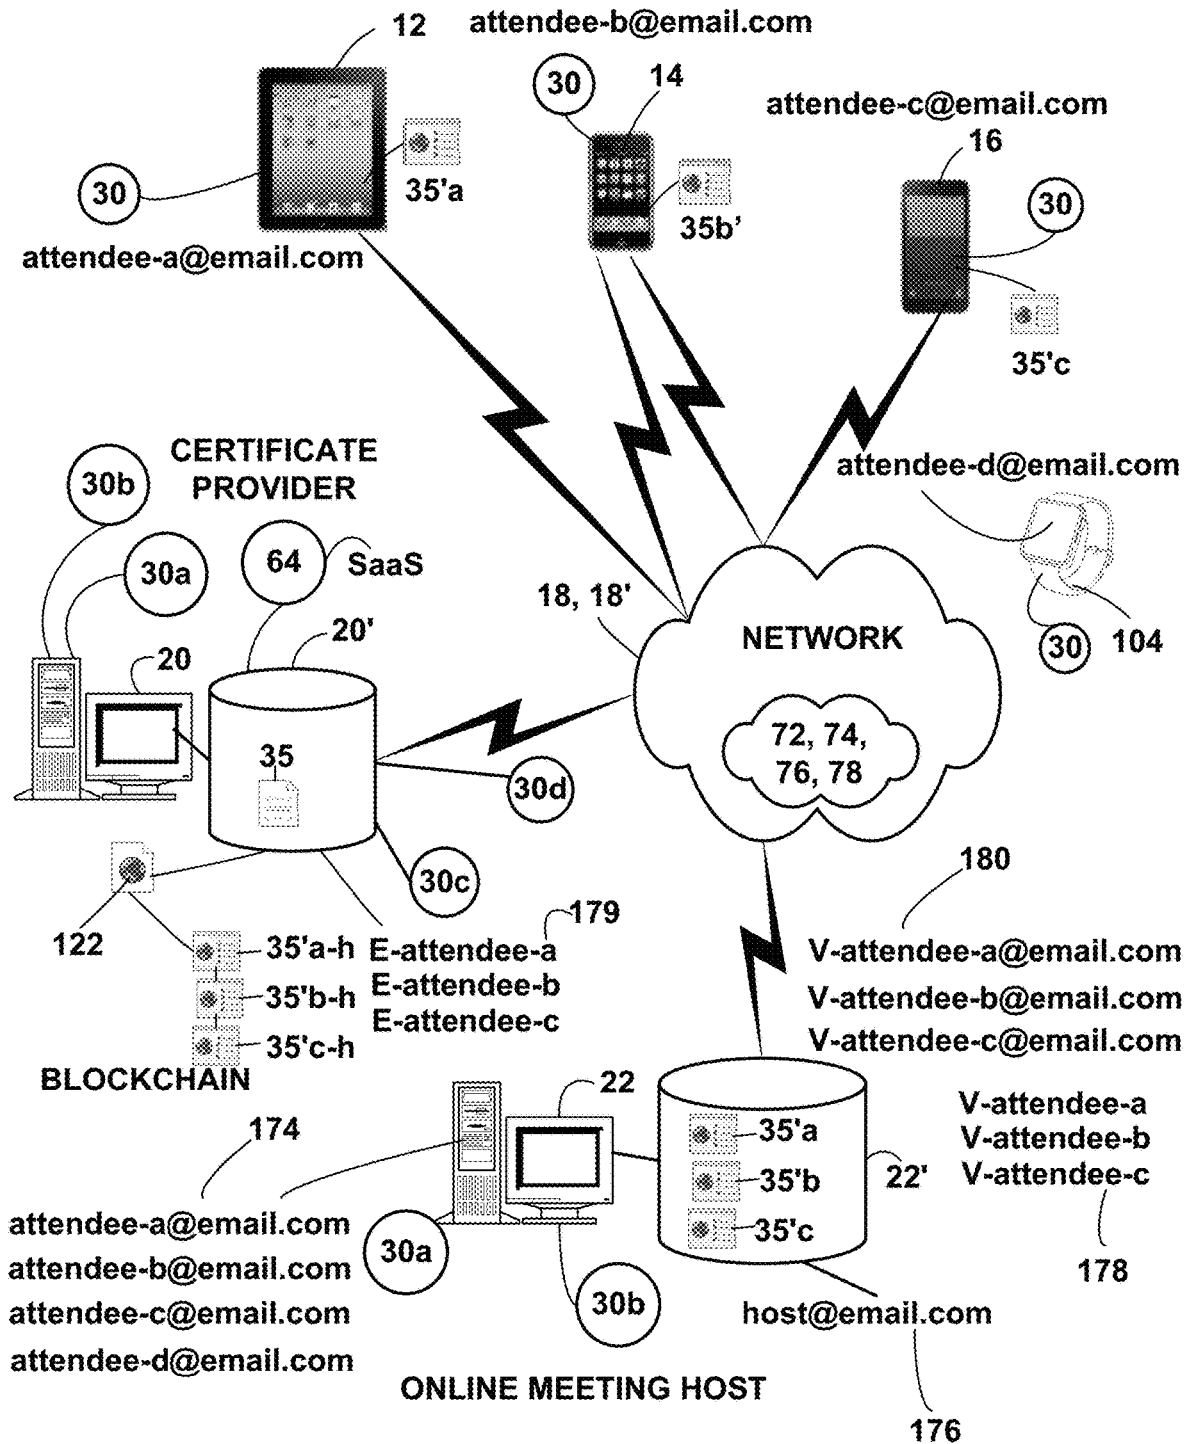 12
attendee-b@email.com
30
14
attendee-c@email.com
16
35'a
30
35b’
30
attendee-a@email.com
35'c
CERTIFICATE
PROVIDER
30b
attendee-d@email.com
64
SaaS
30a
18, 18'
20'
NETWORK
30
104
20
72, 74,
76, 78
35
30d
30c
180
179
122
35'a-h
E-attendee-a
V-attendee-a@email.com
35'b-h
E-attendee-b
V-attendee-b@email.com
35'c-h
E-attendee-c
V-attendee-c@email.com
BLOCKCHAIN
22
V-attendee-a
174
35'a
V-attendee-b
35'b
22'
V-attendee-c
attendee-a@email.com
35'c
30a
attendee-b@email.com
178
30b
attendee-c@email.com
host@email.com
attendee-d@email.com
ONLINE MEETING HOST
176